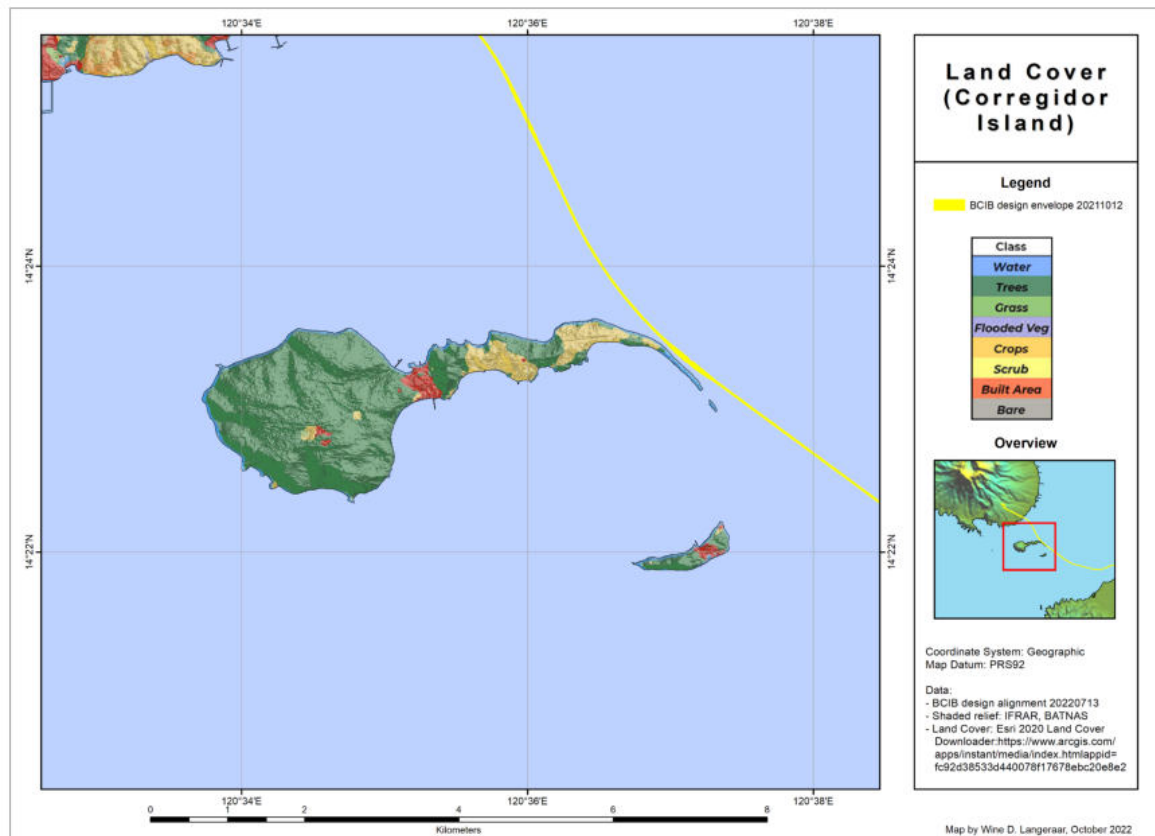 120°34'E
120°36'E
120°38'E
14°24'N
14°24'N
14°22'N
14°22'N
120°34'E
120°36'E
120°38'E
0
1
2
4
6
8
Kilometers
Land Cover
(Corregidor
Island)
Legend
BCIB design envelope 20211012
Class
Water
Trees
Grass
Flooded Veg
Crops
Scrub
Built Area
Bare
Overview
Coordinate System: Geographic
Map Datum: PRS92
Data:
- BCIB design alignment 20220713
- Shaded relief: IFRAR, BATNAS
- Land Cover: Esri 2020 Land Cover
Downloader:https://www.arcgis.com/
apps/instant/media/index.htmlappid=
fc92d38533d440078f17678ebc20e8e2
Map by Wine D. Langeraar, October 2022